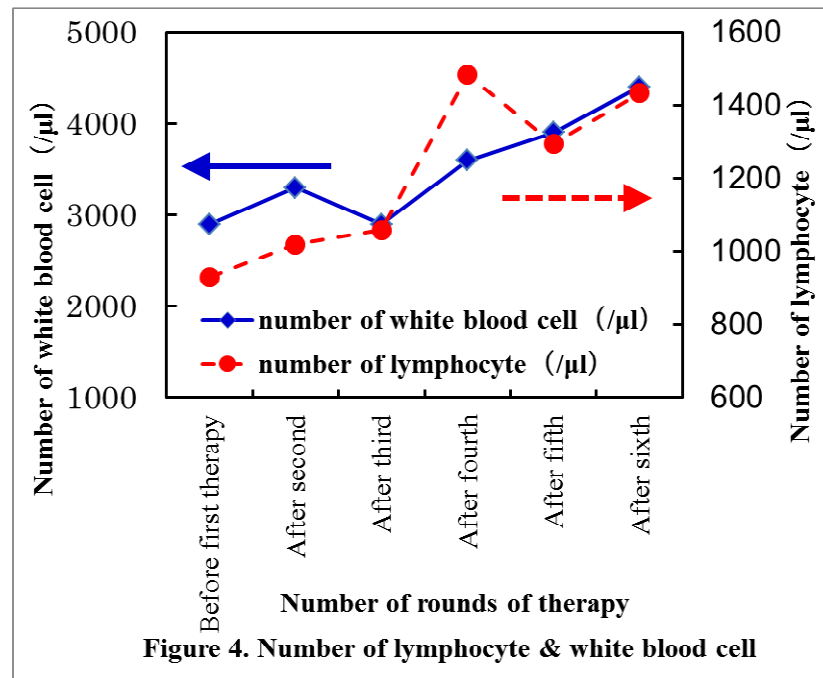 5000
4000
3000
2000
1000
Number of white blood cell（/μl）
1600
1400
1200
1000
800
600
Number of lymphocyte（/μl）
number of white blood cell（/μl）
number of lymphocyte（/μl）
Before first therapy
After second
After third
After fourth
After fifth
After sixth
Number of rounds of therapy
Figure 4. Number of lymphocyte & white blood cell